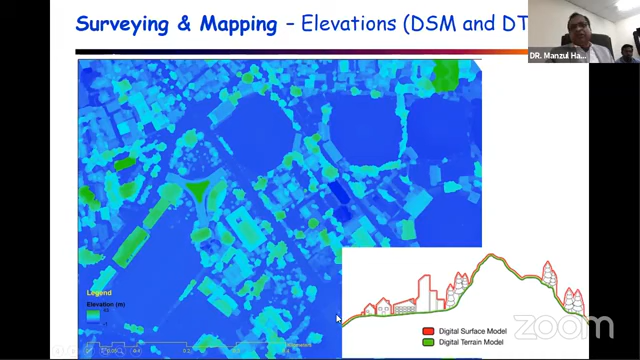 Surveying & Mapping – Elevations (DSM and DT
DR. Manzul Ha...
Legend
Elevation (m)
Digital Surface Model
Digital Terrain Model
zoom